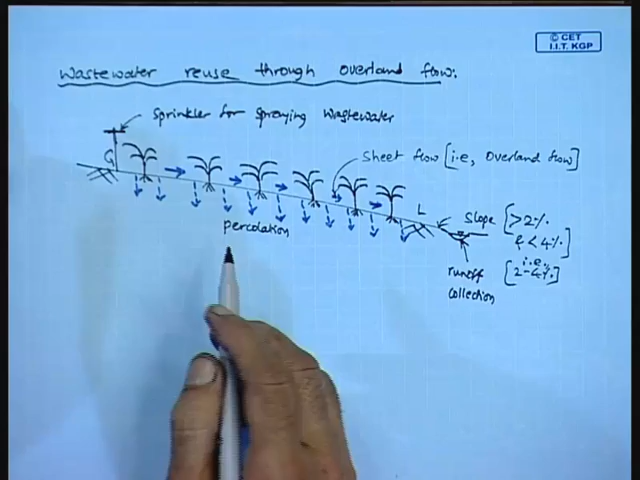 © CET
I.I.T. KGP
Wastewater reuse through overland flow.
Sprinkler for spraying wastewater
Sheet flow [i.e., Overland flow]
G
L
Slope [>2%
& <4%]
i.e.
[2-4%]
percolation
runoff
collection